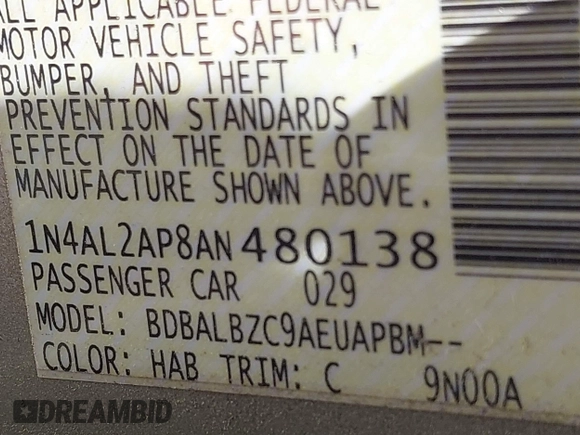 ALL APPLICABLE FEDERAL
MOTOR VEHICLE SAFETY,
BUMPER, AND THEFT
PREVENTION STANDARDS IN
EFFECT ON THE DATE OF
MANUFACTURE SHOWN ABOVE.
1N4AL2AP8AN480138
PASSENGER CAR 029
MODEL: BDBALBZC9AEUAPBM--
COLOR: HAB TRIM: C 9N00A
DREAMBID